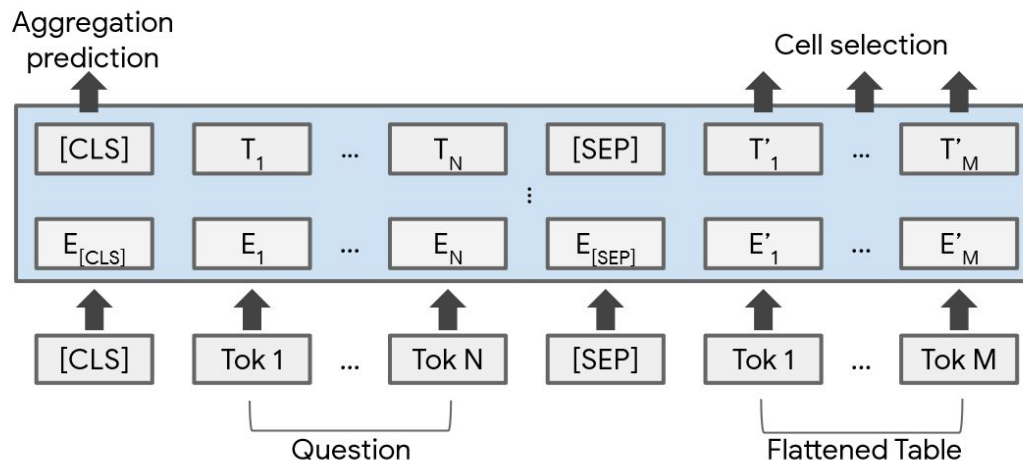 Aggregation
prediction
Cell selection
[CLS] T1 ... TN [SEP] T'1 ... T'M
...
E[CLS] E1 ... EN E[SEP] E'1 ... E'M
[CLS] Tok 1 ... Tok N [SEP] Tok 1 ... Tok M
Question
Flattened Table